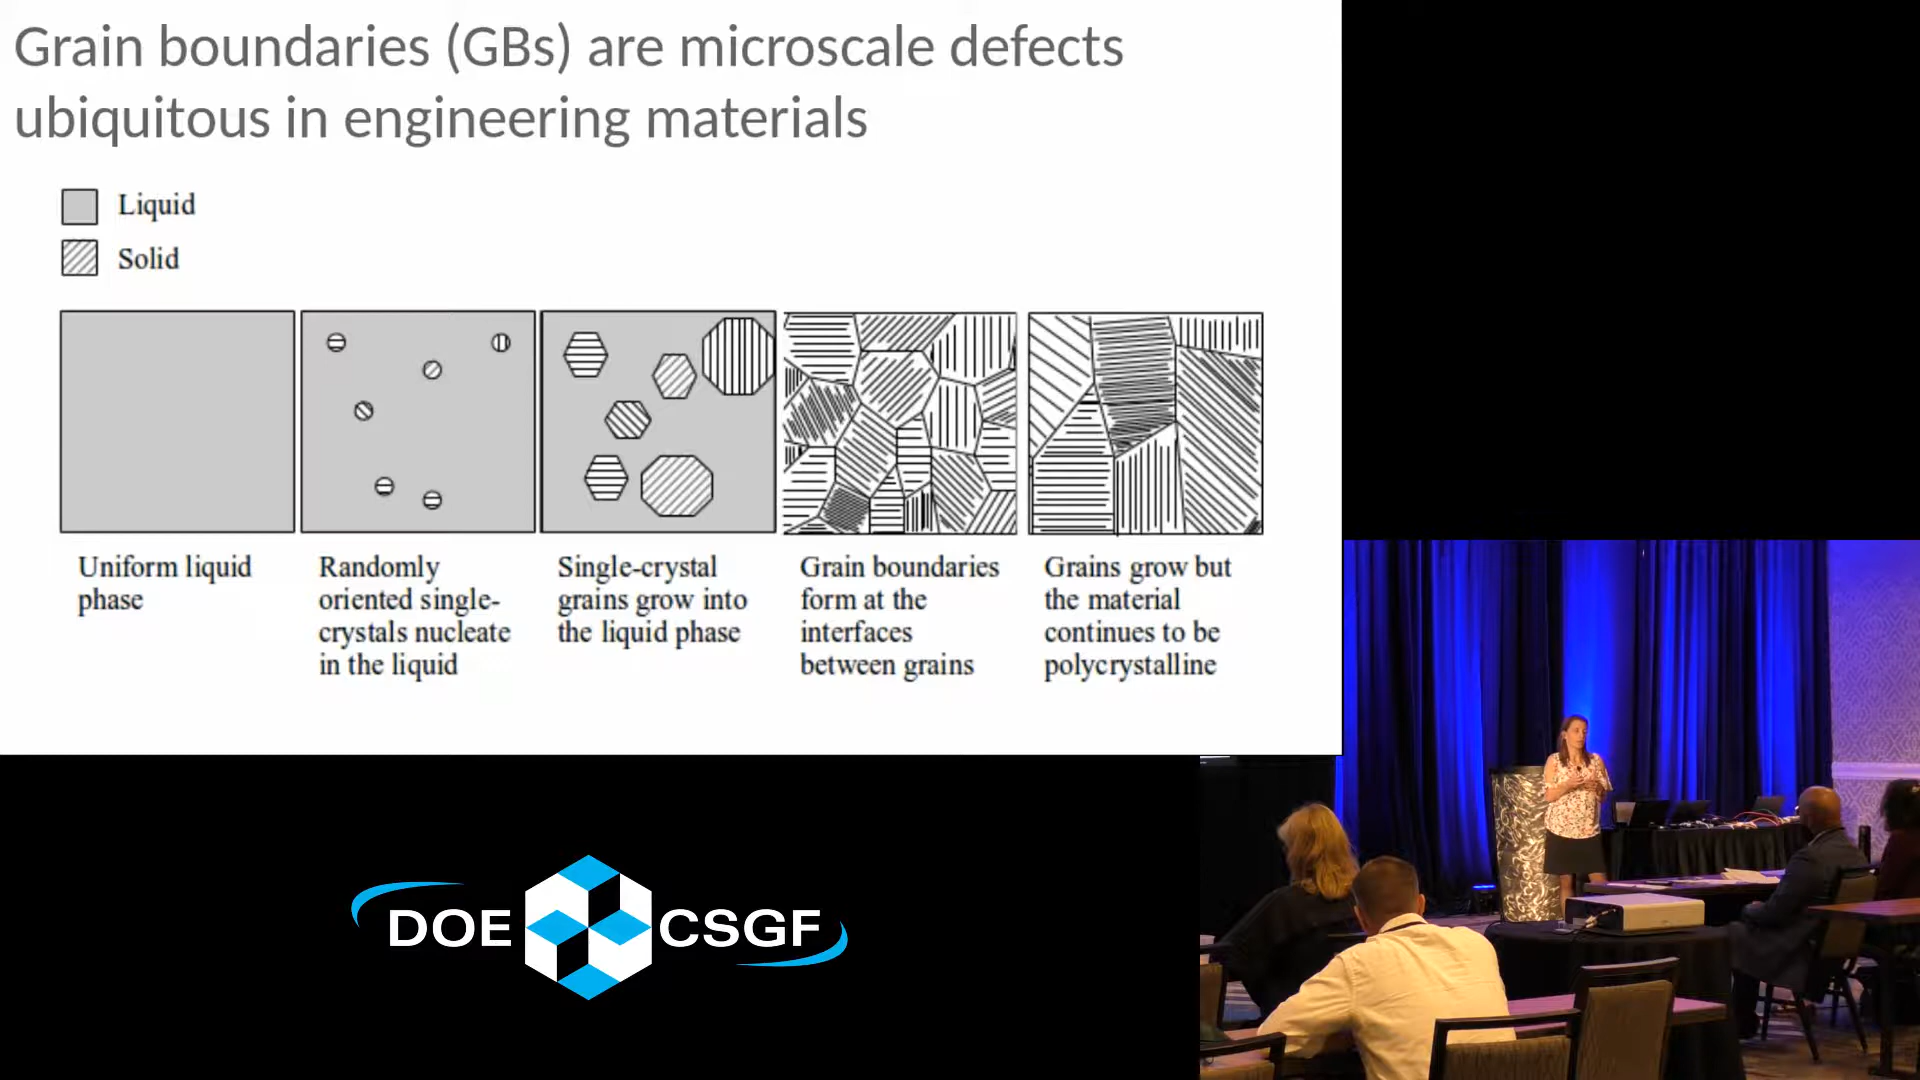 Grain boundaries (GBs) are microscale defects
ubiquitous in engineering materials
Liquid
Solid
Uniform liquid
phase
Randomly
oriented single-
crystals nucleate
in the liquid
Single-crystal
grains grow into
the liquid phase
Grain boundaries
form at the
interfaces
between grains
Grains grow but
the material
continues to be
polycrystalline
DOE CSGF